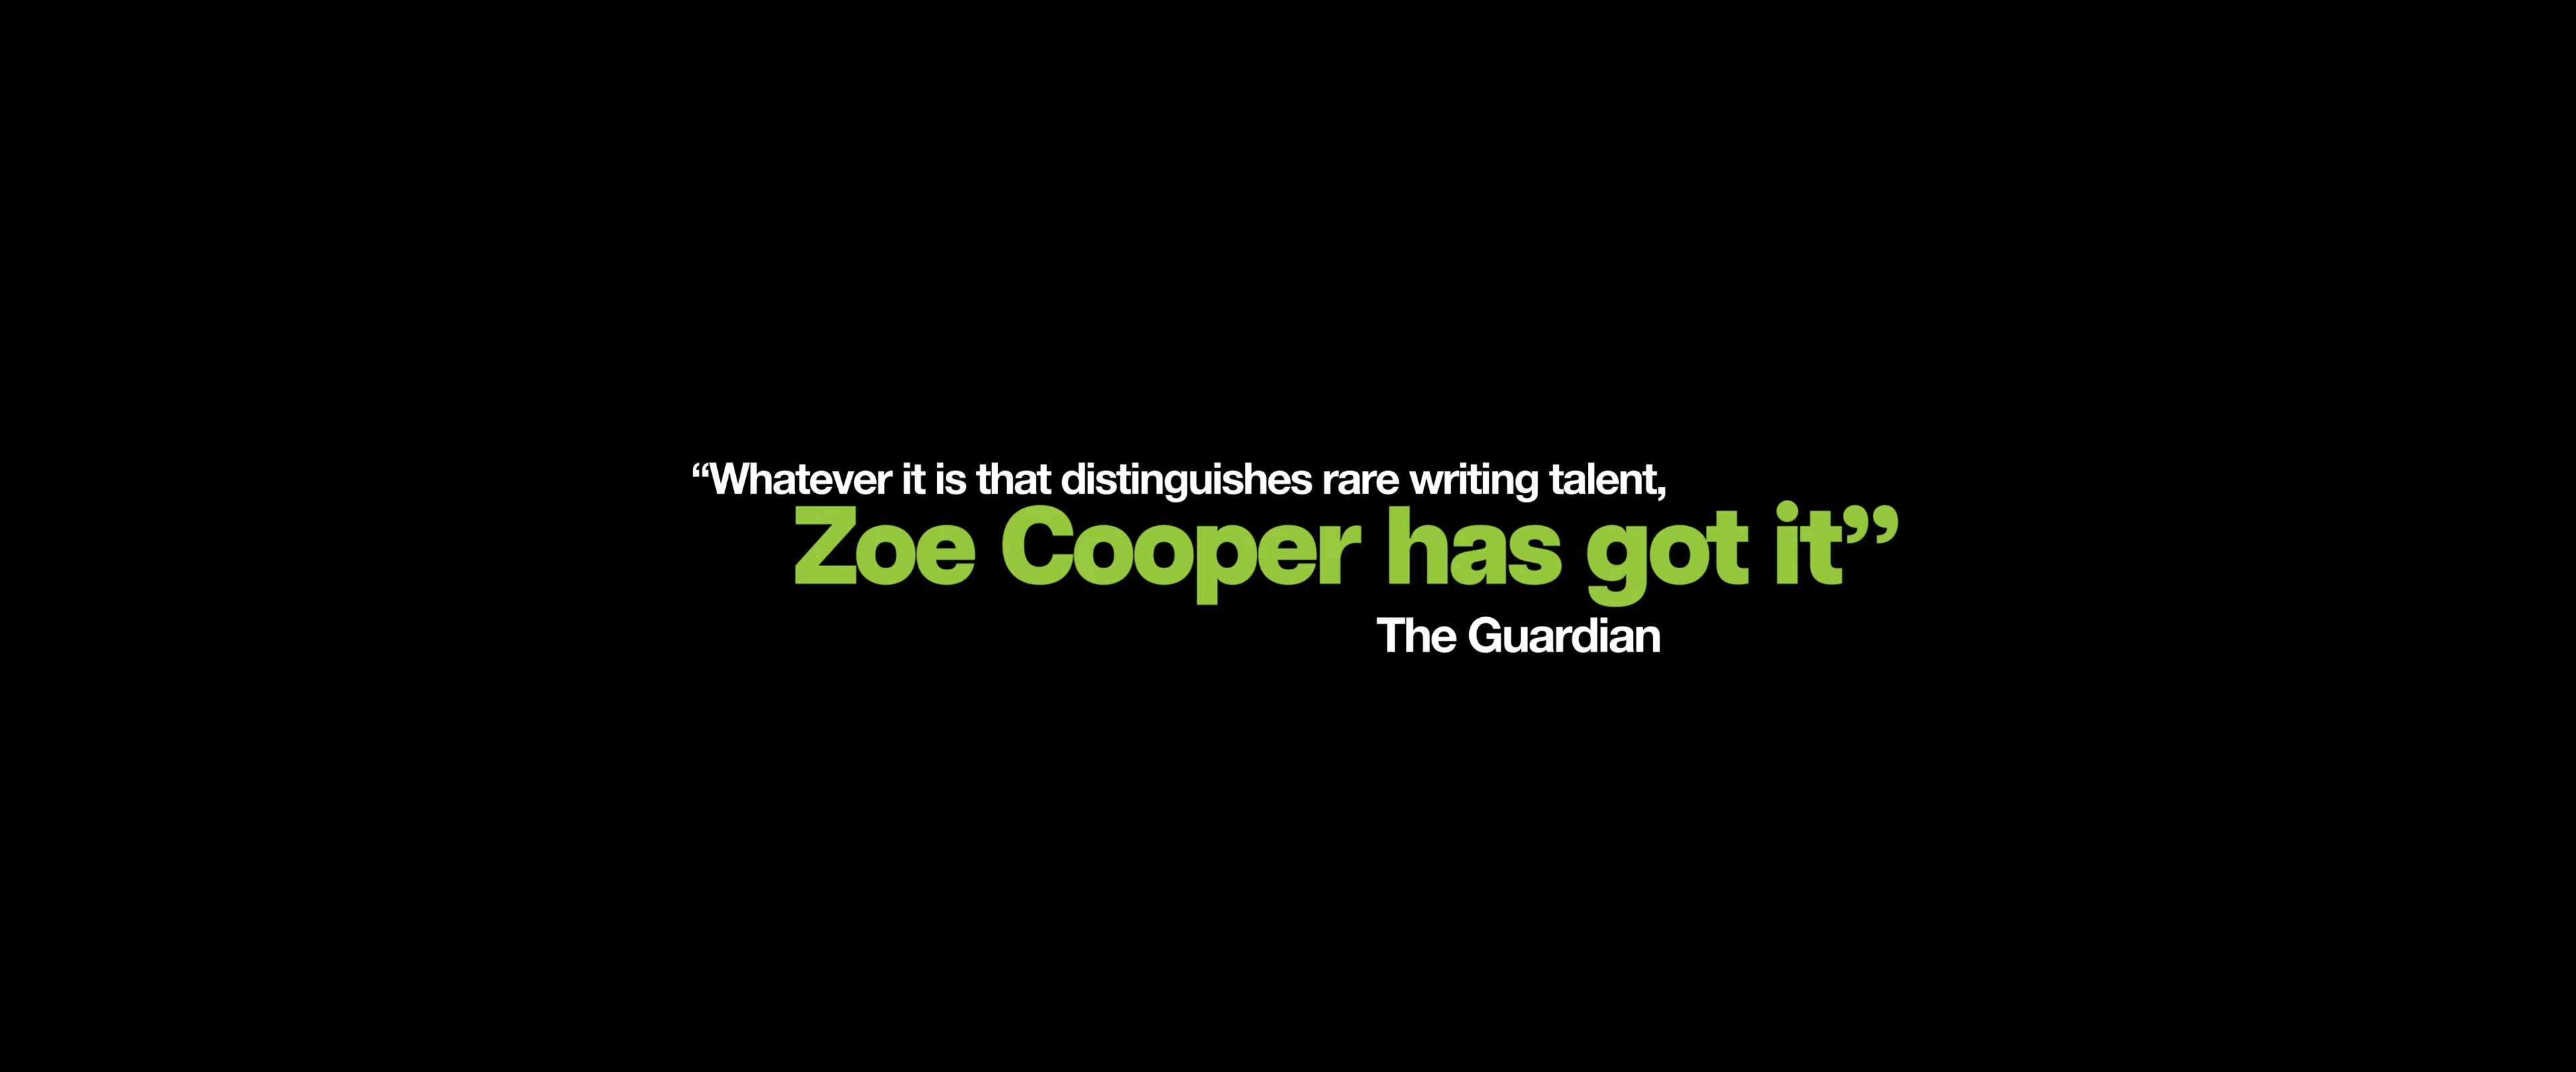 “Whatever it is that distinguishes rare writing talent,
Zoe Cooper has got it”
The Guardian